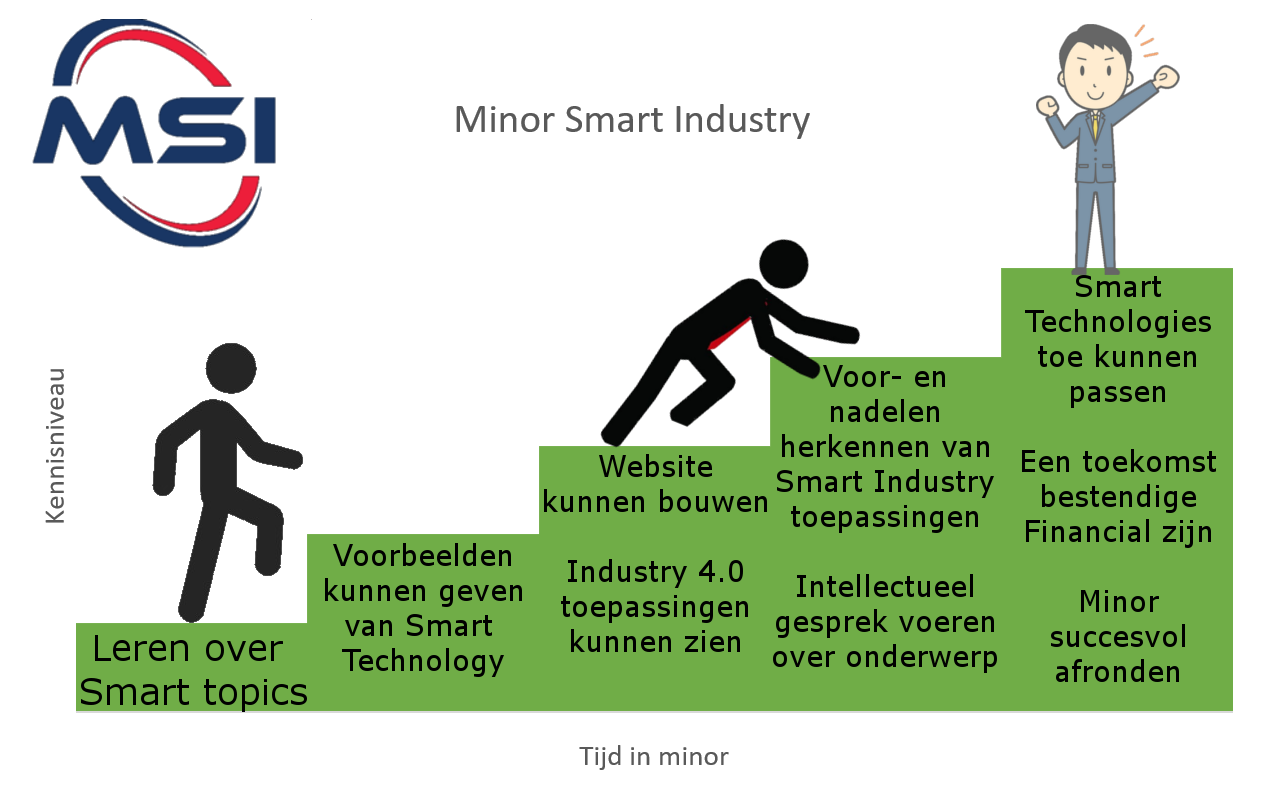 MSI
Minor Smart Industry
Kennisniveau
Leren over
Smart topics
Voorbeelden
kunnen geven
van Smart
Technology
Website
kunnen bouwen
Industry 4.0
toepassingen
kunnen zien
Voor- en
nadelen
herkennen van
Smart Industry
toepassingen
Intellectueel
gesprek voeren
over onderwerp
Smart
Technologies
toe kunnen
passen
Een toekomst
bestendige
Financial zijn
Minor
succesvol
afronden
Tijd in minor